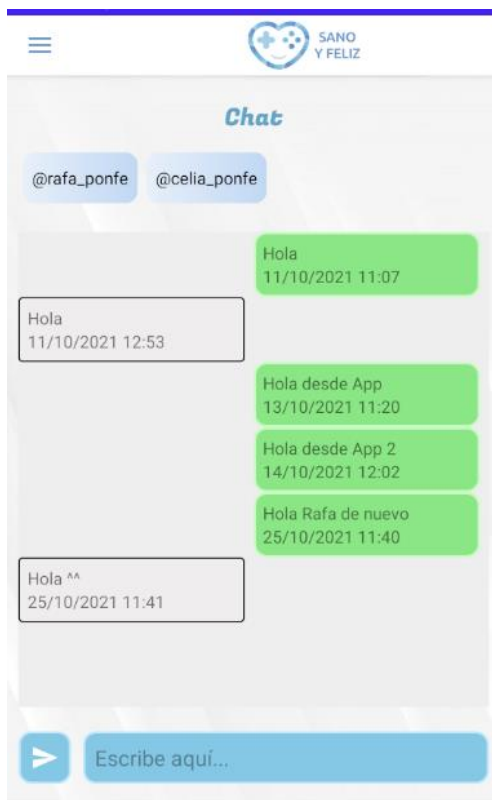 SANO
Y FELIZ
Chat
@rafa_ponfe @celia_ponfe
Hola
11/10/2021 11:07
Hola
11/10/2021 12:53
Hola desde App
13/10/2021 11:20
Hola desde App 2
14/10/2021 12:02
Hola Rafa de nuevo
25/10/2021 11:40
Hola ^^
25/10/2021 11:41
Escribe aquí...